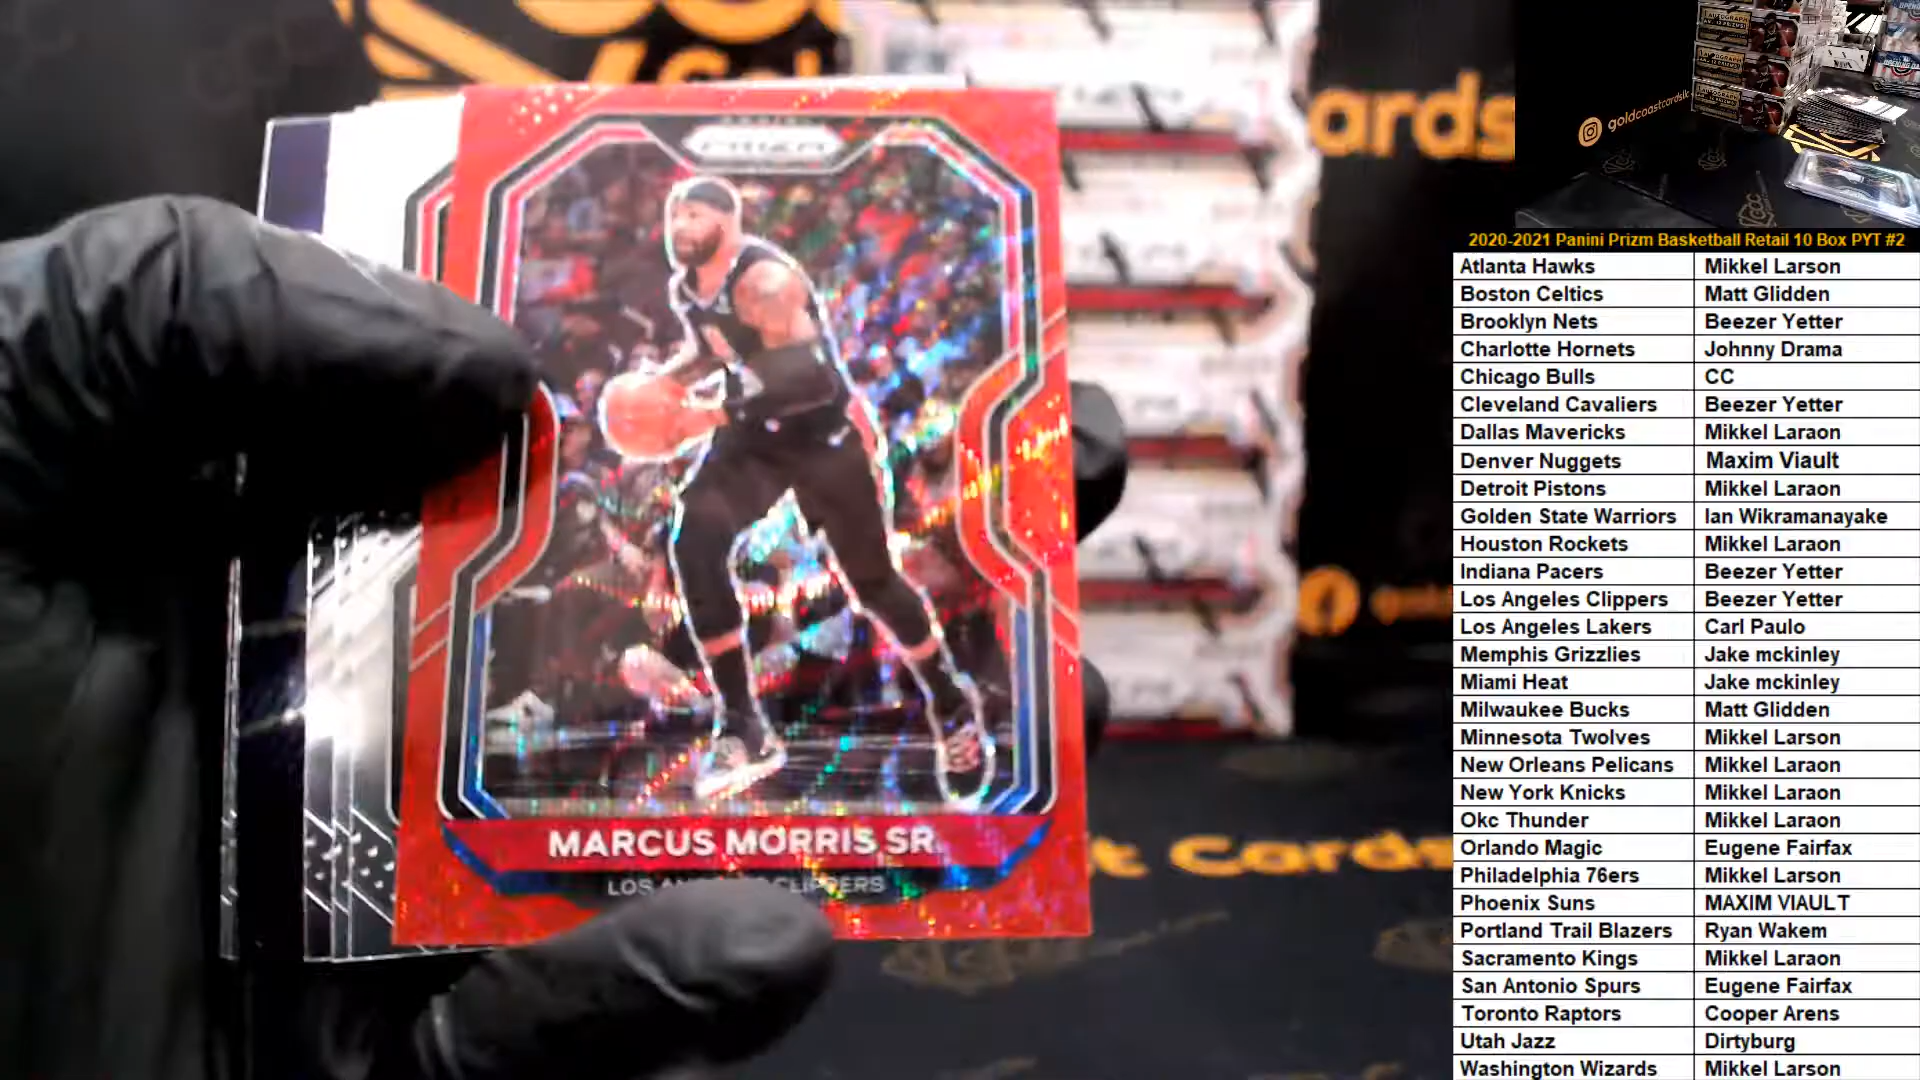 PANINI
PRIZM
MARCUS MORRIS SR.
CLIPPERS
ards
t Cards
goldcoastcardsllc
2020-2021 Panini Prizm Basketball Retail 10 Box PYT #2
Atlanta Hawks Mikkel Larson
Boston Celtics Matt Glidden
Brooklyn Nets Beezer Yetter
Charlotte Hornets Johnny Drama
Chicago Bulls CC
Cleveland Cavaliers Beezer Yetter
Dallas Mavericks Mikkel Laraon
Denver Nuggets Maxim Viault
Detroit Pistons Mikkel Laraon
Golden State Warriors Ian Wikramanayake
Houston Rockets Mikkel Laraon
Indiana Pacers Beezer Yetter
Los Angeles Clippers Beezer Yetter
Los Angeles Lakers Carl Paulo
Memphis Grizzlies Jake mckinley
Miami Heat Jake mckinley
Milwaukee Bucks Matt Glidden
Minnesota Twolves Mikkel Larson
New Orleans Pelicans Mikkel Laraon
New York Knicks Mikkel Laraon
Okc Thunder Mikkel Laraon
Orlando Magic Eugene Fairfax
Philadelphia 76ers Mikkel Larson
Phoenix Suns MAXIM VIAULT
Portland Trail Blazers Ryan Wakem
Sacramento Kings Mikkel Laraon
San Antonio Spurs Eugene Fairfax
Toronto Raptors Cooper Arens
Utah Jazz Dirtyburg
Washington Wizards Mikkel Larson